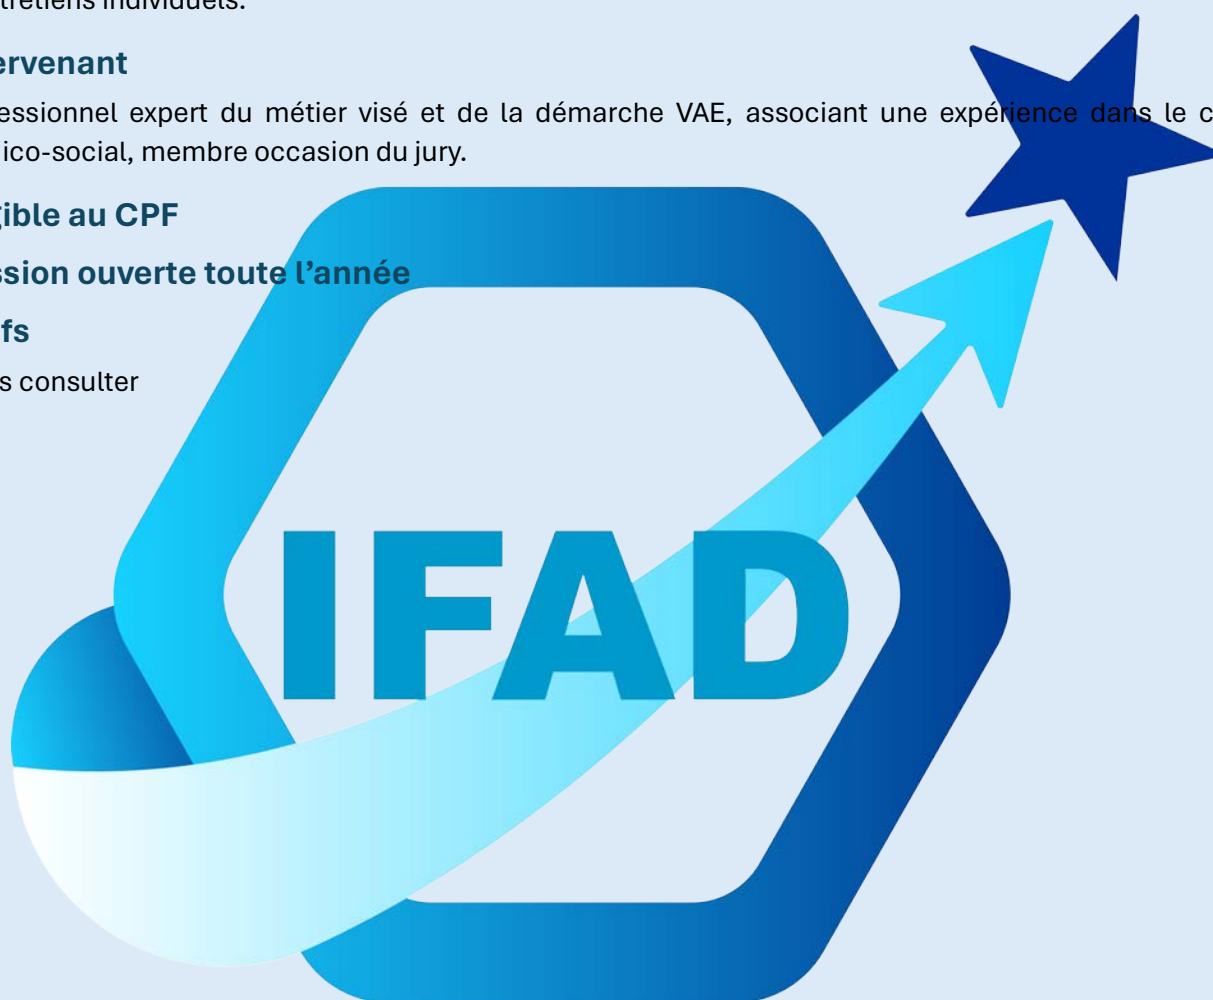 tretiens individuels.
ervenant
essionnel expert du métier visé et de la démarche VAE, associant une expérience dans le c
ico-social, membre occasion du jury.
gible au CPF
ssion ouverte toute l’année
fs
s consulter
IFAD